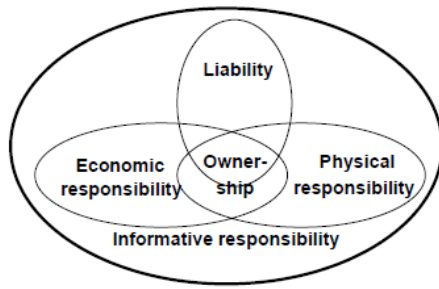 Liability
Economic
responsibility
Owner-
ship
Physical
responsibility
Informative responsibility